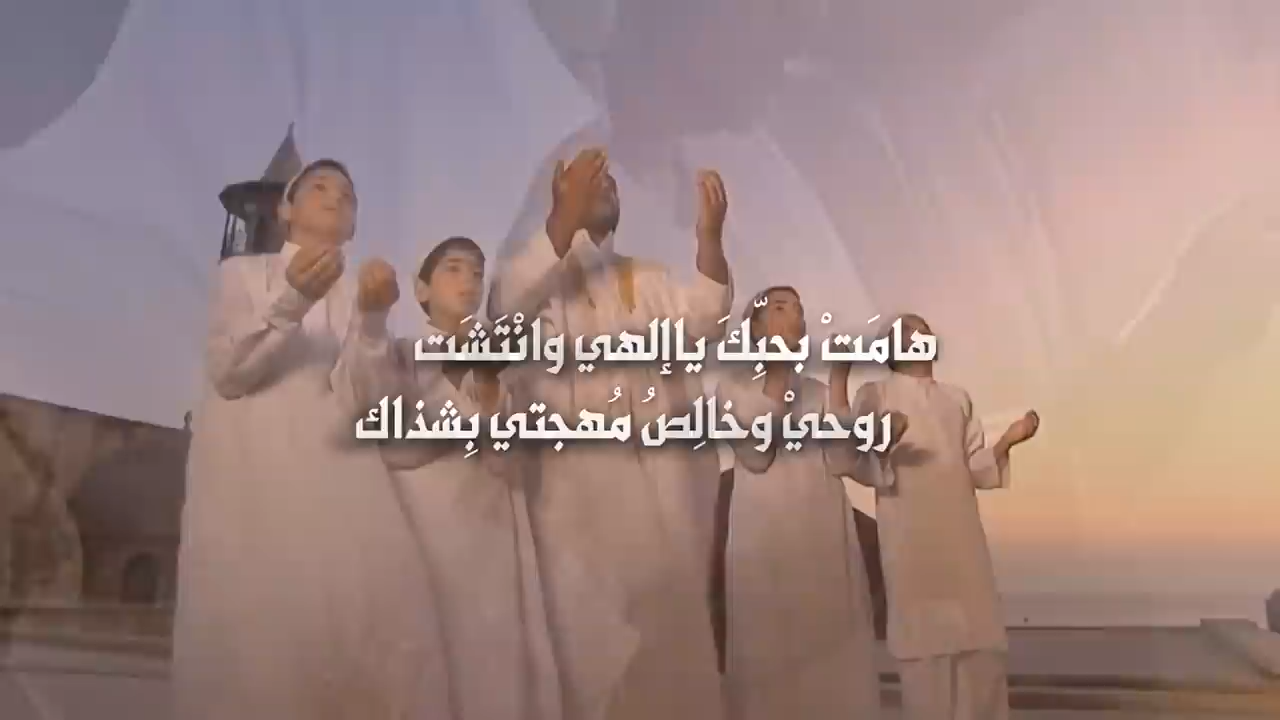 هامَتْ بحبِّكَ ياإلهي وانْتَشَت
روحيْ وخالِصُ مُهجتي بِشذاك